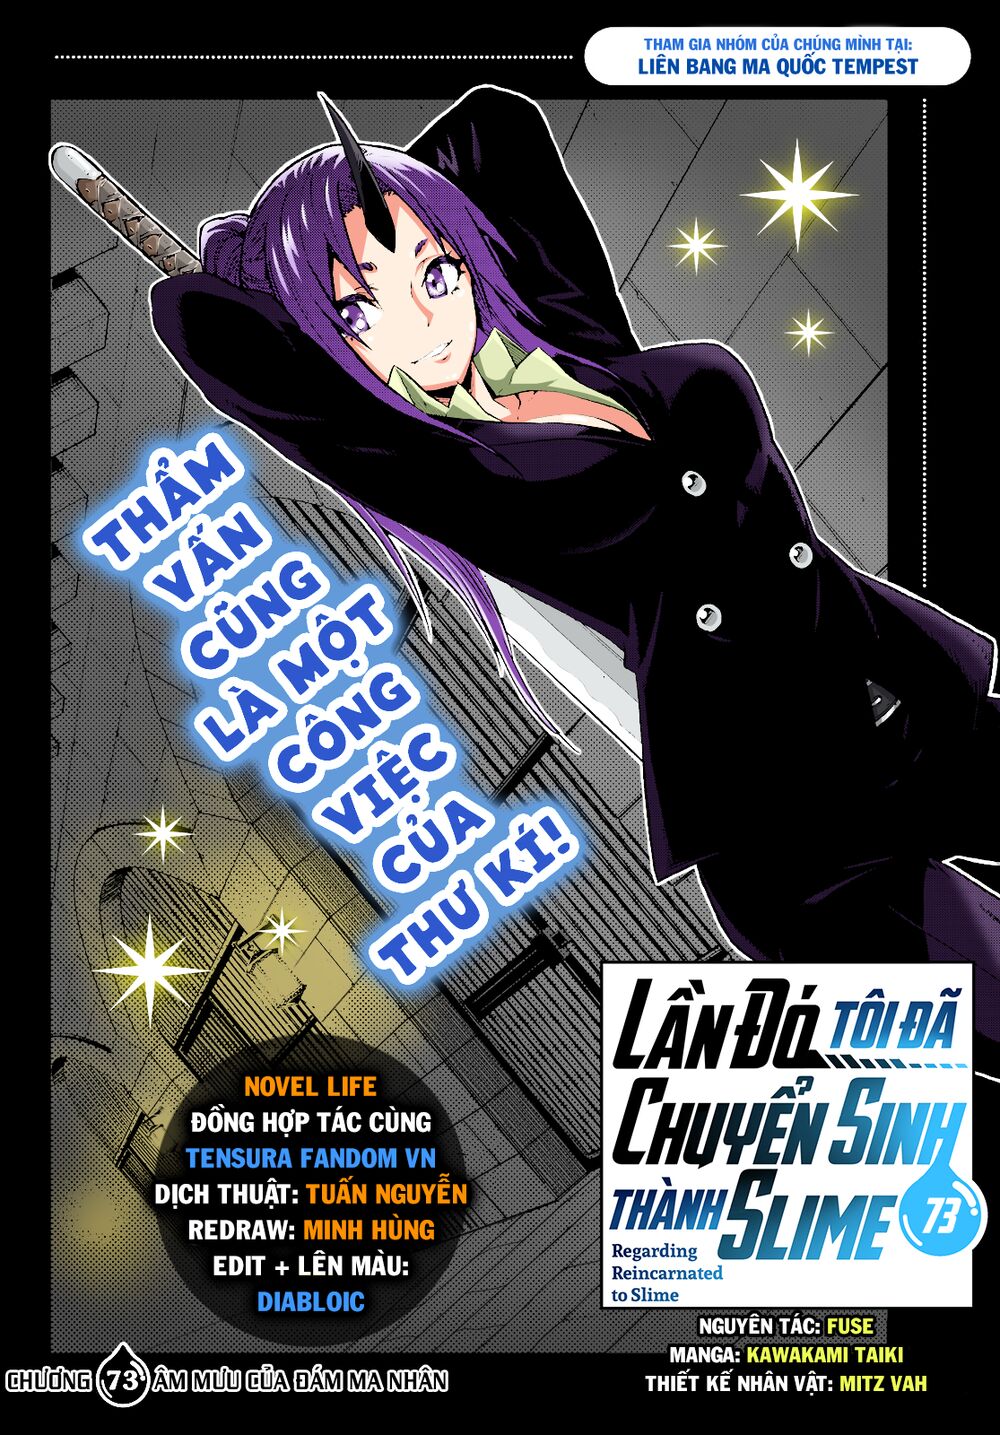 THAM GIA NHÓM CỦA CHÚNG MÌNH TẠI:
LIÊN BANG MA QUỐC TEMPEST
THẨM
VẤN
CŨNG
LÀ MỘT
CÔNG
VIỆC
CỦA
THƯ KÍ!
LẦN ĐÓ, TÔI ĐÃ
CHUYỂN SINH
THÀNH SLIME 73
Regarding
Reincarnated
to Slime
NOVEL LIFE
ĐỒNG HỢP TÁC CÙNG
TENSURA FANDOM VN
DỊCH THUẬT: TUẤN NGUYỄN
REDRAW: MINH HÙNG
EDIT + LÊN MÀU:
DIABLOIC
NGUYÊN TÁC: FUSE
MANGA: KAWAKAMI TAIKI
THIẾT KẾ NHÂN VẬT: MITZ VAH
CHƯƠNG 73 ÂM MƯU CỦA ĐÁM MA NHÂN